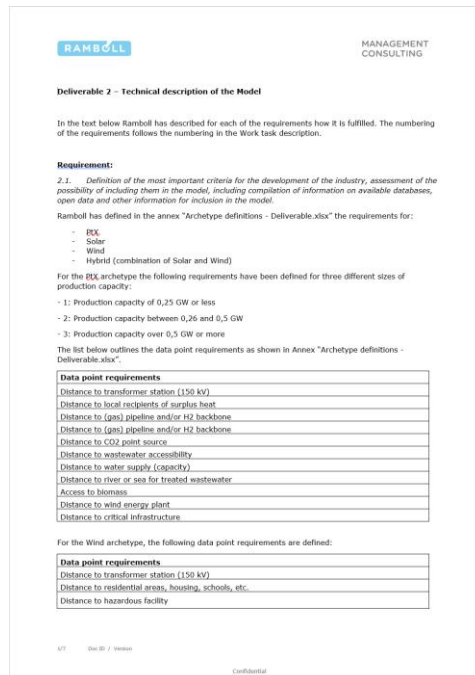 RAMBOLL
MANAGEMENT
CONSULTING
Deliverable 2 – Technical description of the Model
In the text below Ramboll has described for each of the requirements how it is fulfilled. The numbering
of the requirements follows the numbering in the Work task description.
Requirement:
2.1. Definition of the most important criteria for the development of the industry, assessment of the
possibility of including them in the model, including compilation of information on available databases,
open data and other information for inclusion in the model.
Ramboll has defined in the annex "Archetype definitions - Deliverable.xlsx" the requirements for:
- PtX
- Solar
- Wind
- Hybrid (combination of Solar and Wind)
For the PtX archetype the following requirements have been defined for three different sizes of
production capacity:
- 1: Production capacity of 0,25 GW or less
- 2: Production capacity between 0,26 and 0,5 GW
- 3: Production capacity over 0,5 GW or more
The list below outlines the data point requirements as shown in Annex "Archetype definitions -
Deliverable.xlsx".
Data point requirements
Distance to transformer station (150 kV)
Distance to local recipients of surplus heat
Distance to (gas) pipeline and/or H2 backbone
Distance to (gas) pipeline and/or H2 backbone
Distance to CO2 point source
Distance to wastewater accessibility
Distance to water supply (capacity)
Distance to river or sea for treated wastewater
Access to biomass
Distance to wind energy plant
Distance to critical infrastructure
For the Wind archetype, the following data point requirements are defined:
Data point requirements
Distance to transformer station (150 kV)
Distance to residential areas, housing, schools, etc.
Distance to hazardous facility
1/7 Doc ID / Version
Confidential